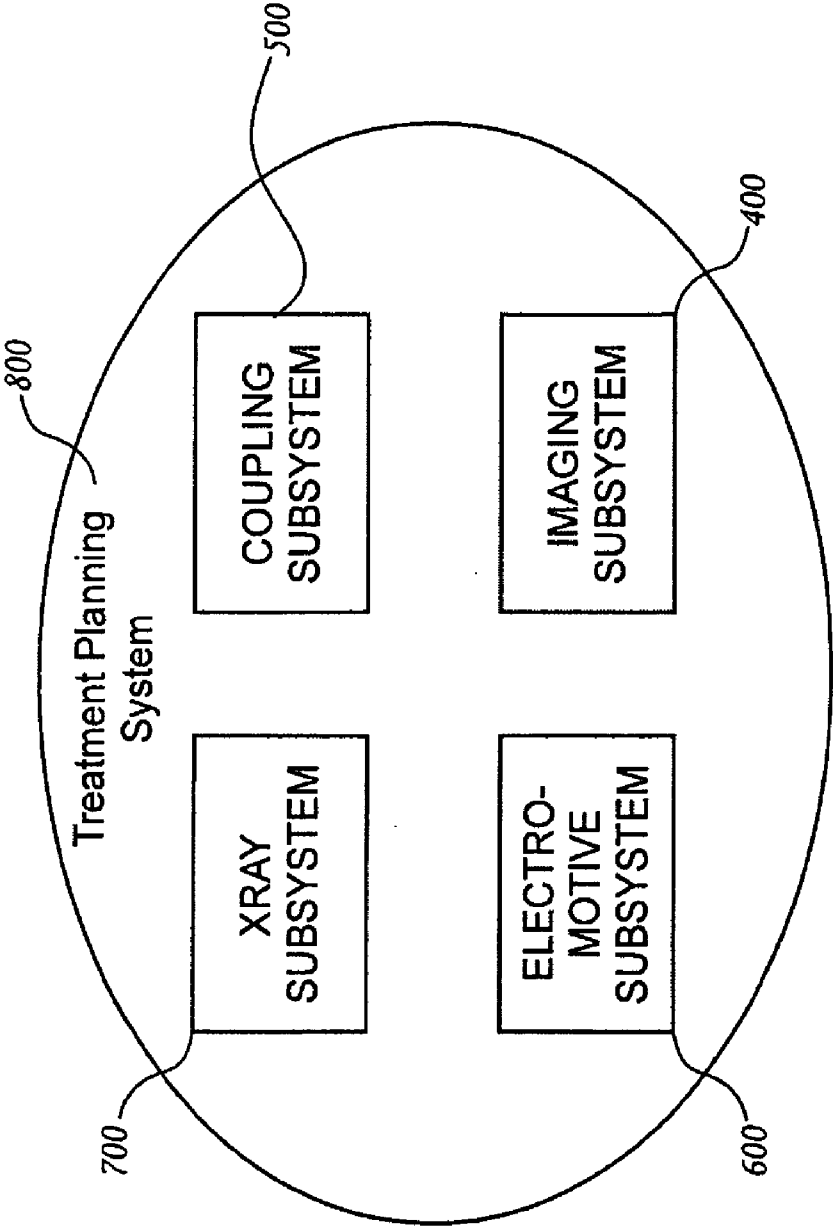 800
Treatment Planning
System
700
XRAY
SUBSYSTEM
500
COUPLING
SUBSYSTEM
600
ELECTRO-
MOTIVE
SUBSYSTEM
400
IMAGING
SUBSYSTEM